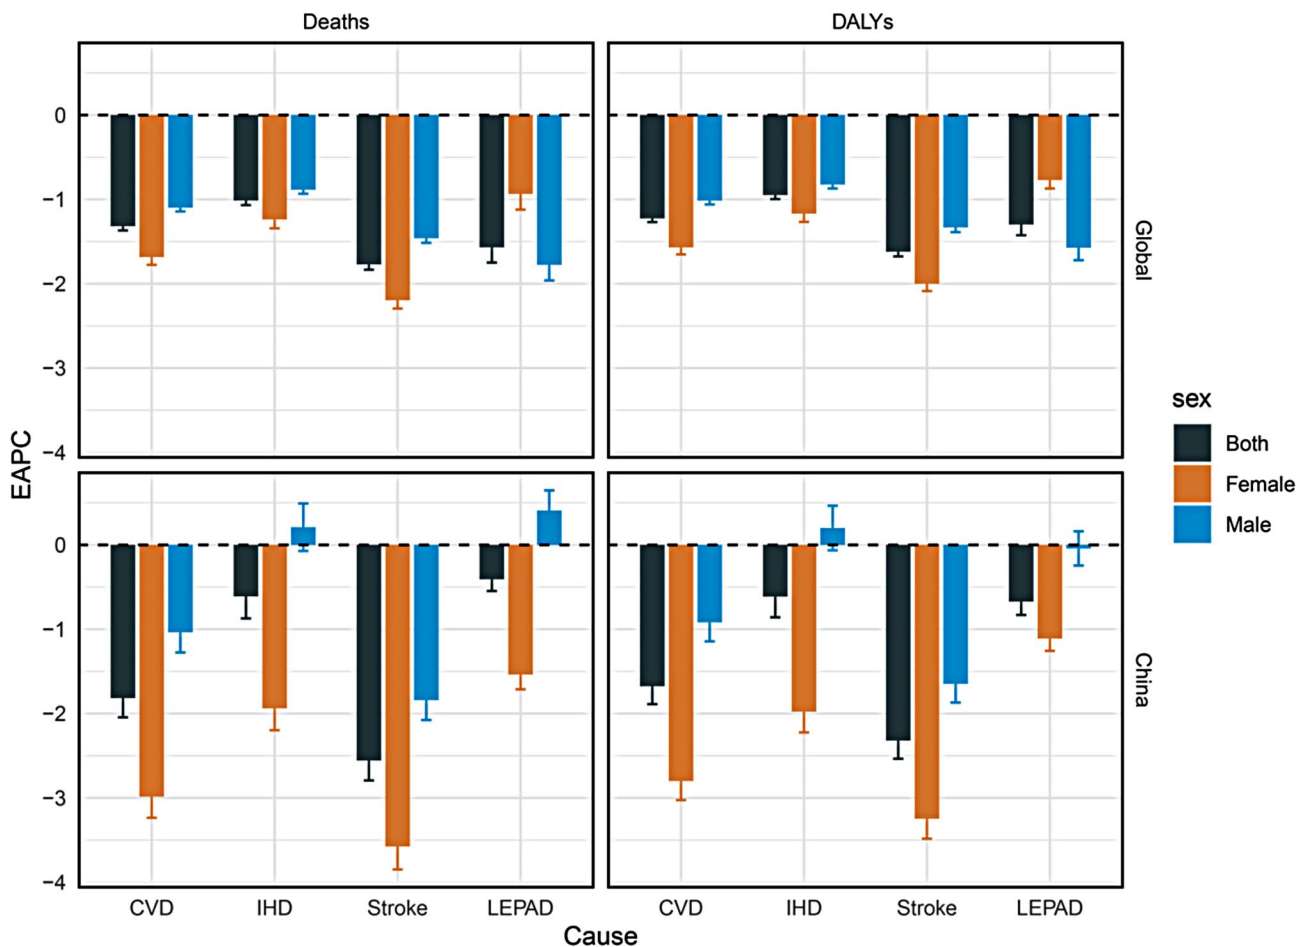 Deaths
DALYs
0
−1
−2
−3
−4
Global
EAPC
0
−1
−2
−3
−4
China
CVD
IHD
Stroke
LEPAD
CVD
IHD
Stroke
LEPAD
Cause
sex
Both
Female
Male